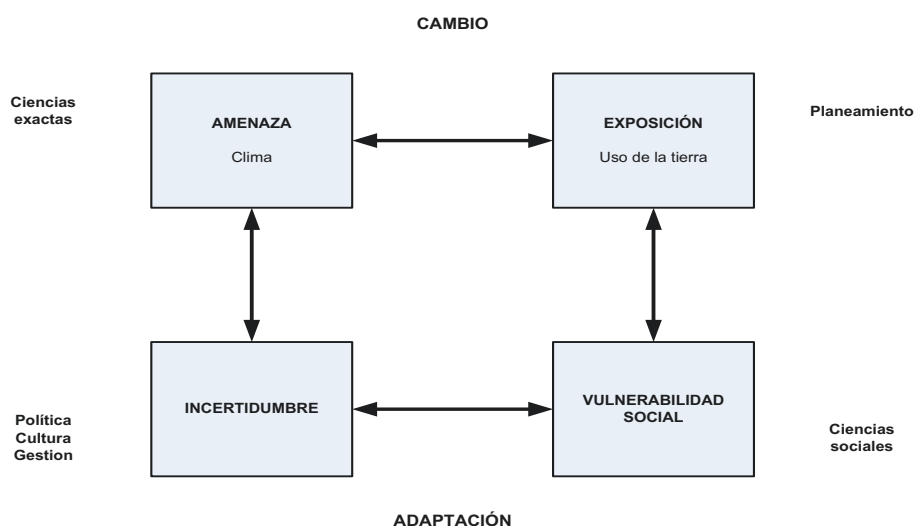 CAMBIO
Ciencias
exactas
AMENAZA
Clima
EXPOSICIÓN
Uso de la tierra
Planeamiento
Política
Cultura
Gestion
INCERTIDUMBRE
VULNERABILIDAD
SOCIAL
Ciencias
sociales
ADAPTACIÓN